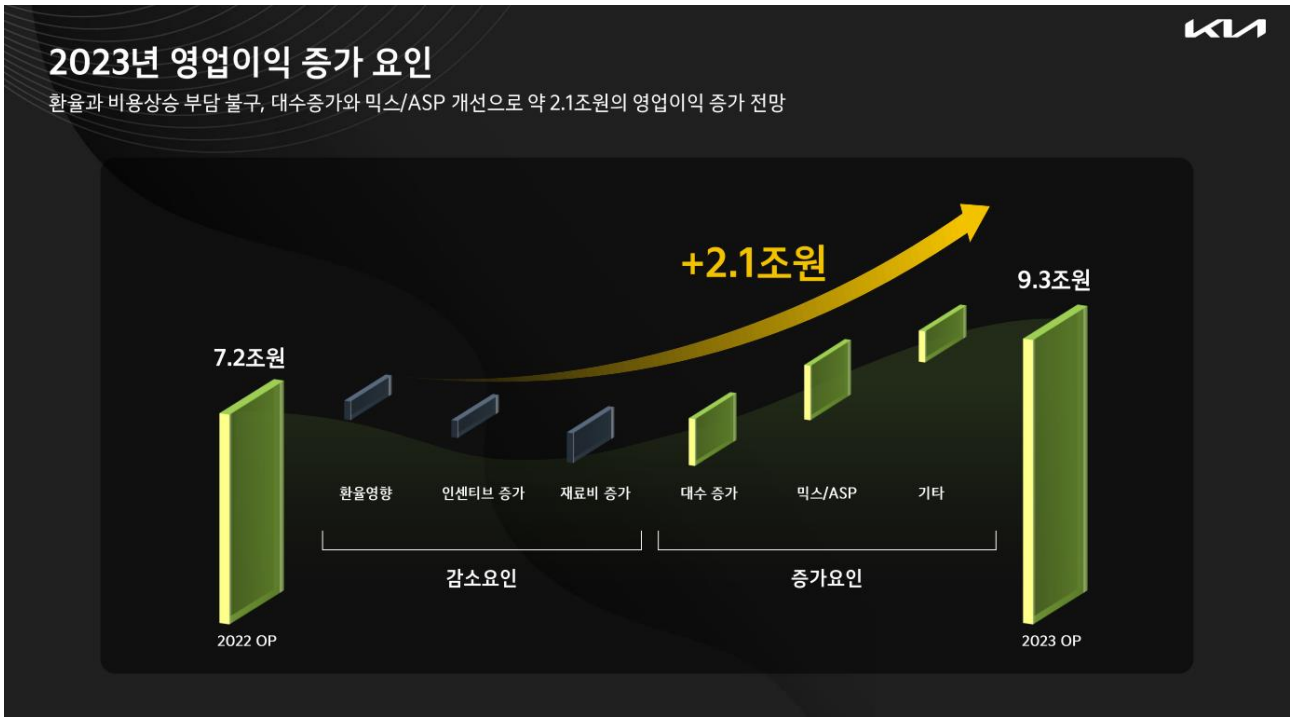 KIA
2023년 영업이익 증가 요인
환율과 비용상승 부담 불구, 대수증가와 믹스/ASP 개선으로 약 2.1조원의 영업이익 증가 전망
+2.1조원
9.3조원
7.2조원
환율영향
인센티브 증가
재료비 증가
대수 증가
믹스/ASP
기타
감소요인
증가요인
2022 OP
2023 OP